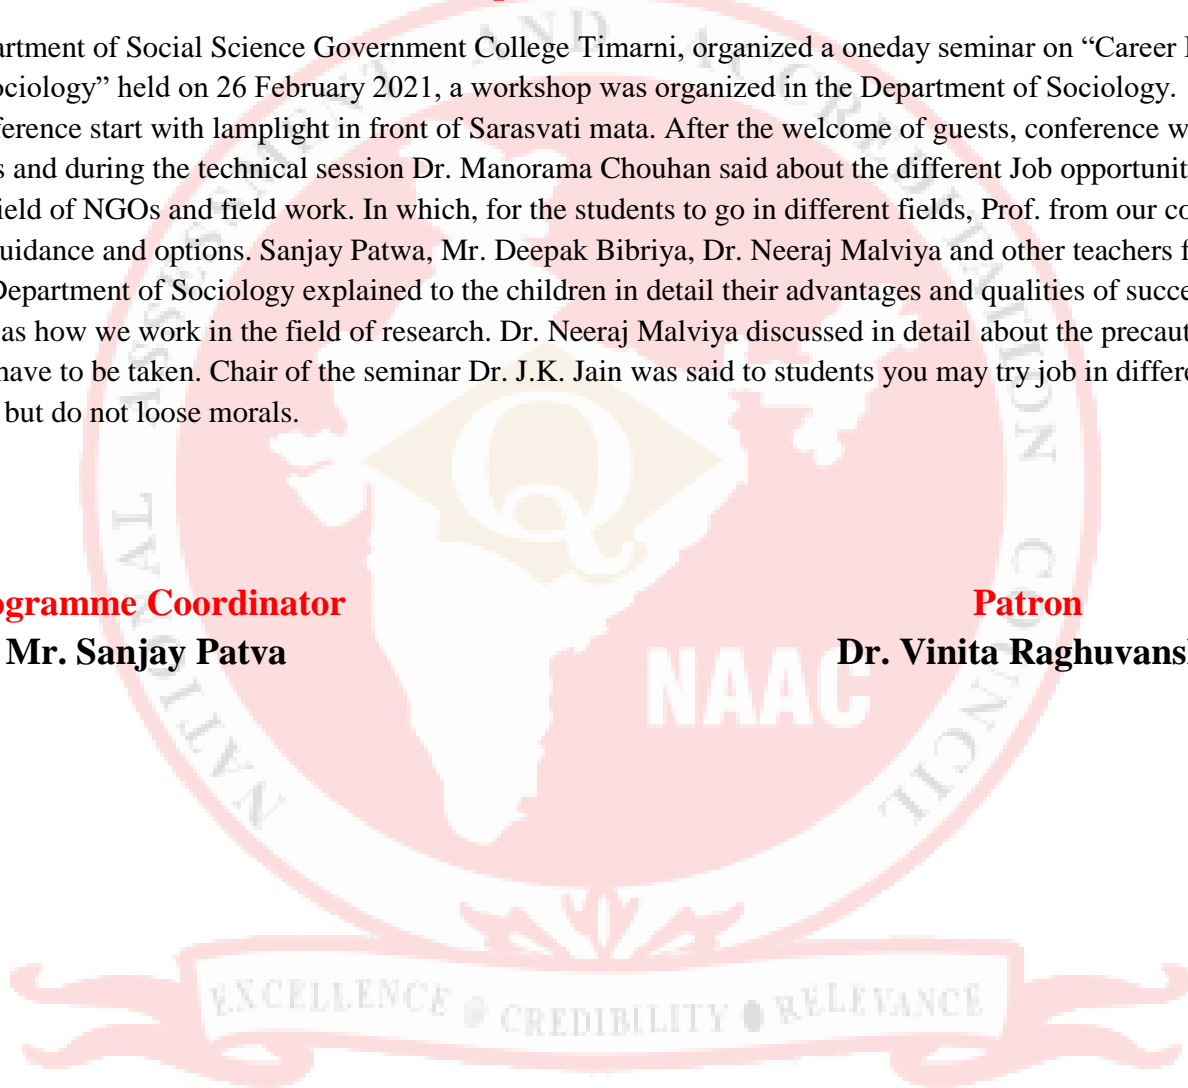 artment of Social Science Government College Timarni, organized a oneday seminar on “Career
ociology” held on 26 February 2021, a workshop was organized in the Department of Sociology.
ference start with lamplight in front of Sarasvati mata. After the welcome of guests, conference w
s and during the technical session Dr. Manorama Chouhan said about the different Job opportunit
ield of NGOs and field work. In which, for the students to go in different fields, Prof. from our co
uidance and options. Sanjay Patwa, Mr. Deepak Bibriya, Dr. Neeraj Malviya and other teachers f
Department of Sociology explained to the children in detail their advantages and qualities of succe
as how we work in the field of research. Dr. Neeraj Malviya discussed in detail about the precaut
have to be taken. Chair of the seminar Dr. J.K. Jain was said to students you may try job in differe
but do not loose morals.
ogramme Coordinator Patron
Mr. Sanjay Patva Dr. Vinita Raghuvans
NATIONAL ASSESSMENT AND ACCREDITATION COUNCIL
Q
NAAC
EXCELLENCE CREDIBILITY RELEVANCE